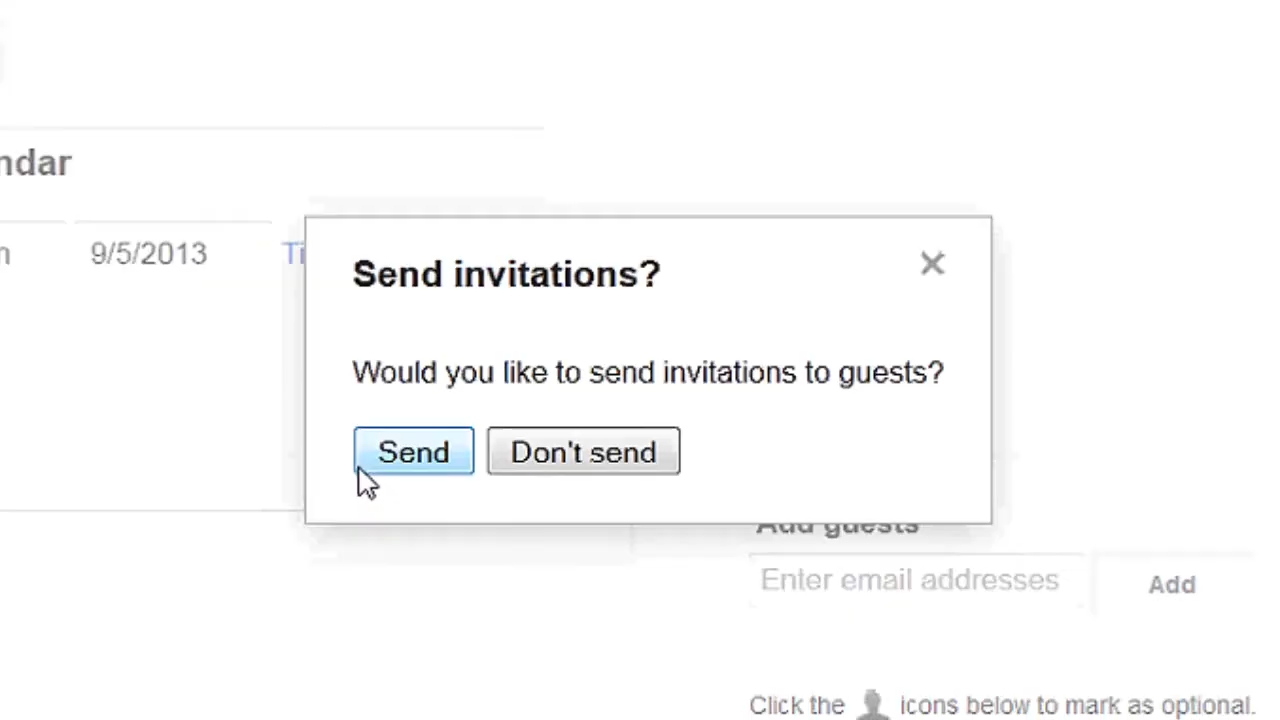 ndar
9/5/2013 Ti
Send invitations?
Would you like to send invitations to guests?
Send Don't send
Add guests
Enter email addresses Add
Click the icons below to mark as optional.